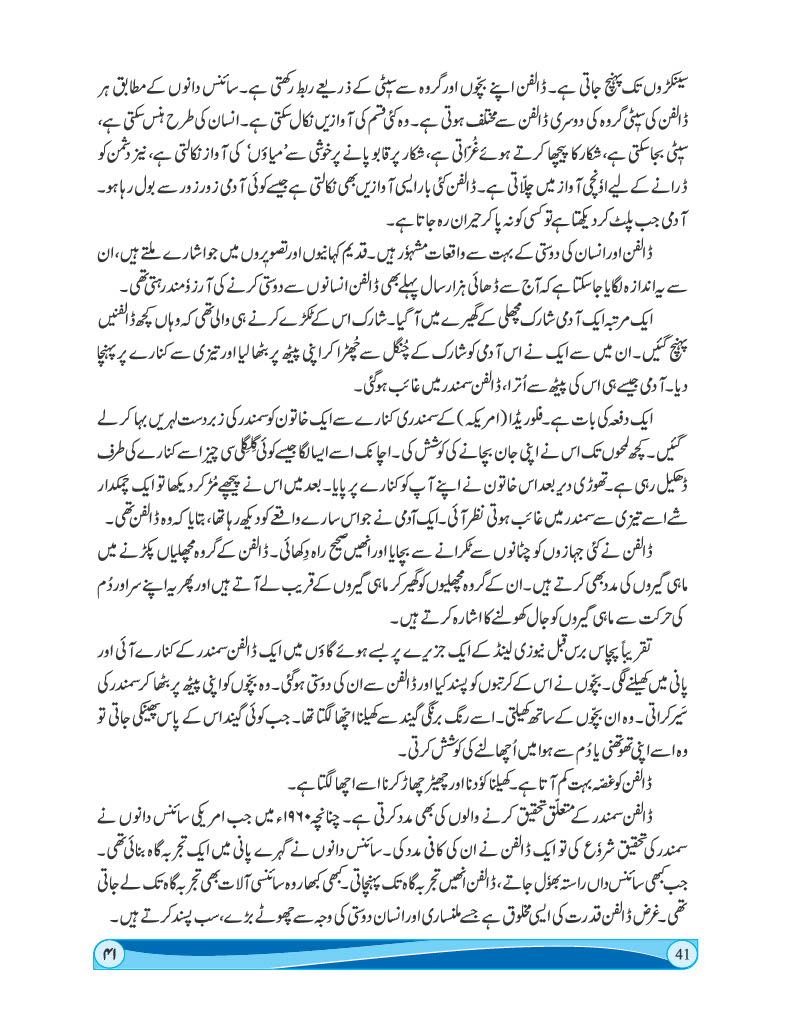 سینکڑوں تک پہنچ جاتی ہے۔ ڈالفن اپنے بچّوں اور گروہ سے سیٹی کے ذریعے ربط رکھتی ہے۔ سائنس دانوں کے مطابق ہر
ڈالفن کی سیٹی گروہ کی دوسری ڈالفن سے مختلف ہوتی ہے۔ وہ کئی قسم کی آوازیں نکال سکتی ہے۔ انسان کی طرح ہنس سکتی ہے،
سیٹی بجا سکتی ہے، شکار کا پیچھا کرتے ہوئے غرّاتی ہے، شکار پر قابو پانے پر خوشی سے ’میاؤں‘ کی آواز نکالتی ہے، نیز دشمن کو
ڈرانے کے لیے اونچی آواز میں چلّاتی ہے۔ ڈالفن کئی بار ایسی آوازیں بھی نکالتی ہے جیسے کوئی آدمی زور زور سے بول رہا ہو۔
آدمی جب پلٹ کر دیکھتا ہے تو کسی کو نہ پا کر حیران رہ جاتا ہے۔
ڈالفن اور انسان کی دوستی کے بہت سے واقعات مشہوٗر ہیں۔ قدیم کہانیوں اور تصویروں میں جو اشارے ملتے ہیں، ان
سے یہ اندازہ لگایا جا سکتا ہے کہ آج سے ڈھائی ہزار سال پہلے بھی ڈالفن انسانوں سے دوستی کرنے کی آرزومند رہتی تھی۔
ایک مرتبہ ایک آدمی شارک مچھلی کے گھیرے میں آ گیا۔ شارک اس کے ٹکڑے کرنے ہی والی تھی کہ وہاں کچھ ڈالفنیں
پہنچ گئیں۔ ان میں سے ایک نے اس آدمی کو شارک کے چُنگل سے چُھڑا کر اپنی پیٹھ پر بٹھا لیا اور تیزی سے کنارے پر پہنچا
دیا۔ آدمی جیسے ہی اس کی پیٹھ سے اُترا، ڈالفن سمندر میں غائب ہو گئی۔
ایک دفعہ کی بات ہے۔ فلوریڈا (امریکہ) کے سمندری کنارے سے ایک خاتون کو سمندر کی زبردست لہریں بہا کر لے
گئیں۔ کچھ لمحوں تک اس نے اپنی جان بچانے کی کوشش کی۔ اچانک اسے ایسا لگا جیسے کوئی گِلگِلی سی چیز اسے کنارے کی طرف
ڈھکیل رہی ہے۔ تھوڑی دیر بعد اس خاتون نے اپنے آپ کو کنارے پر پایا۔ بعد میں اس نے پیچھے مُڑ کر دیکھا تو ایک چمکدار
شے اسے تیزی سے سمندر میں غائب ہوتی نظر آئی۔ ایک آدمی نے جو اس سارے واقعے کو دیکھ رہا تھا، بتایا کہ وہ ڈالفن تھی۔
ڈالفن نے کئی جہازوں کو چٹانوں سے ٹکرانے سے بچایا اور انھیں صحیح راہ دِکھائی۔ ڈالفن کے گروہ مچھلیاں پکڑنے میں
ماہی گیروں کی مدد بھی کرتے ہیں۔ ان کے گروہ مچھلیوں کو گھیر کر ماہی گیروں کے قریب لے آتے ہیں اور پھر یہ اپنے سر اور دُم
کی حرکت سے ماہی گیروں کو جال کھولنے کا اشارہ کرتے ہیں۔
تقریباً پچاس برس قبل نیوزی لینڈ کے ایک جزیرے پر بسے ہوئے گاؤں میں ایک ڈالفن سمندر کے کنارے آئی اور
پانی میں کھیلنے لگی۔ بچّوں نے اس کے کرتبوں کو پسند کیا اور ڈالفن سے ان کی دوستی ہوگئی۔ وہ بچّوں کو اپنی پیٹھ پر بٹھا کر سمندر کی
سَیر کراتی۔ وہ ان بچّوں کے ساتھ کھیلتی۔ اسے رنگ برنگی گیند سے کھیلنا اچّھا لگتا تھا۔ جب کوئی گیند اس کے پاس پھینکی جاتی تو
وہ اسے اپنی تھوتھنی یا دُم سے ہوا میں اُچھالنے کی کوشش کرتی۔
ڈالفن کو غصّہ بہت کم آتا ہے۔ کھیلنا کوٗدنا اور چھیڑ چھاڑ کرنا اسے اچھا لگتا ہے۔
ڈالفن سمندر کے متعلّق تحقیق کرنے والوں کی بھی مدد کرتی ہے۔ چنانچہ ۱۹۶۰ء میں جب امریکی سائنس دانوں نے
سمندر کی تحقیق شروٗع کی تو ایک ڈالفن نے ان کی کافی مدد کی۔ سائنس دانوں نے گہرے پانی میں ایک تجربہ گاہ بنائی تھی۔
جب کبھی سائنس داں راستہ بھوٗل جاتے، ڈالفن انھیں تجربہ گاہ تک پہنچاتی۔ کبھی کبھار وہ سائنسی آلات بھی تجربہ گاہ تک لے جاتی
تھی۔ غرض ڈالفن قدرت کی ایسی مخلوق ہے جسے ملنساری اور انسان دوستی کی وجہ سے چھوٹے بڑے، سب پسند کرتے ہیں۔
۴۱
41